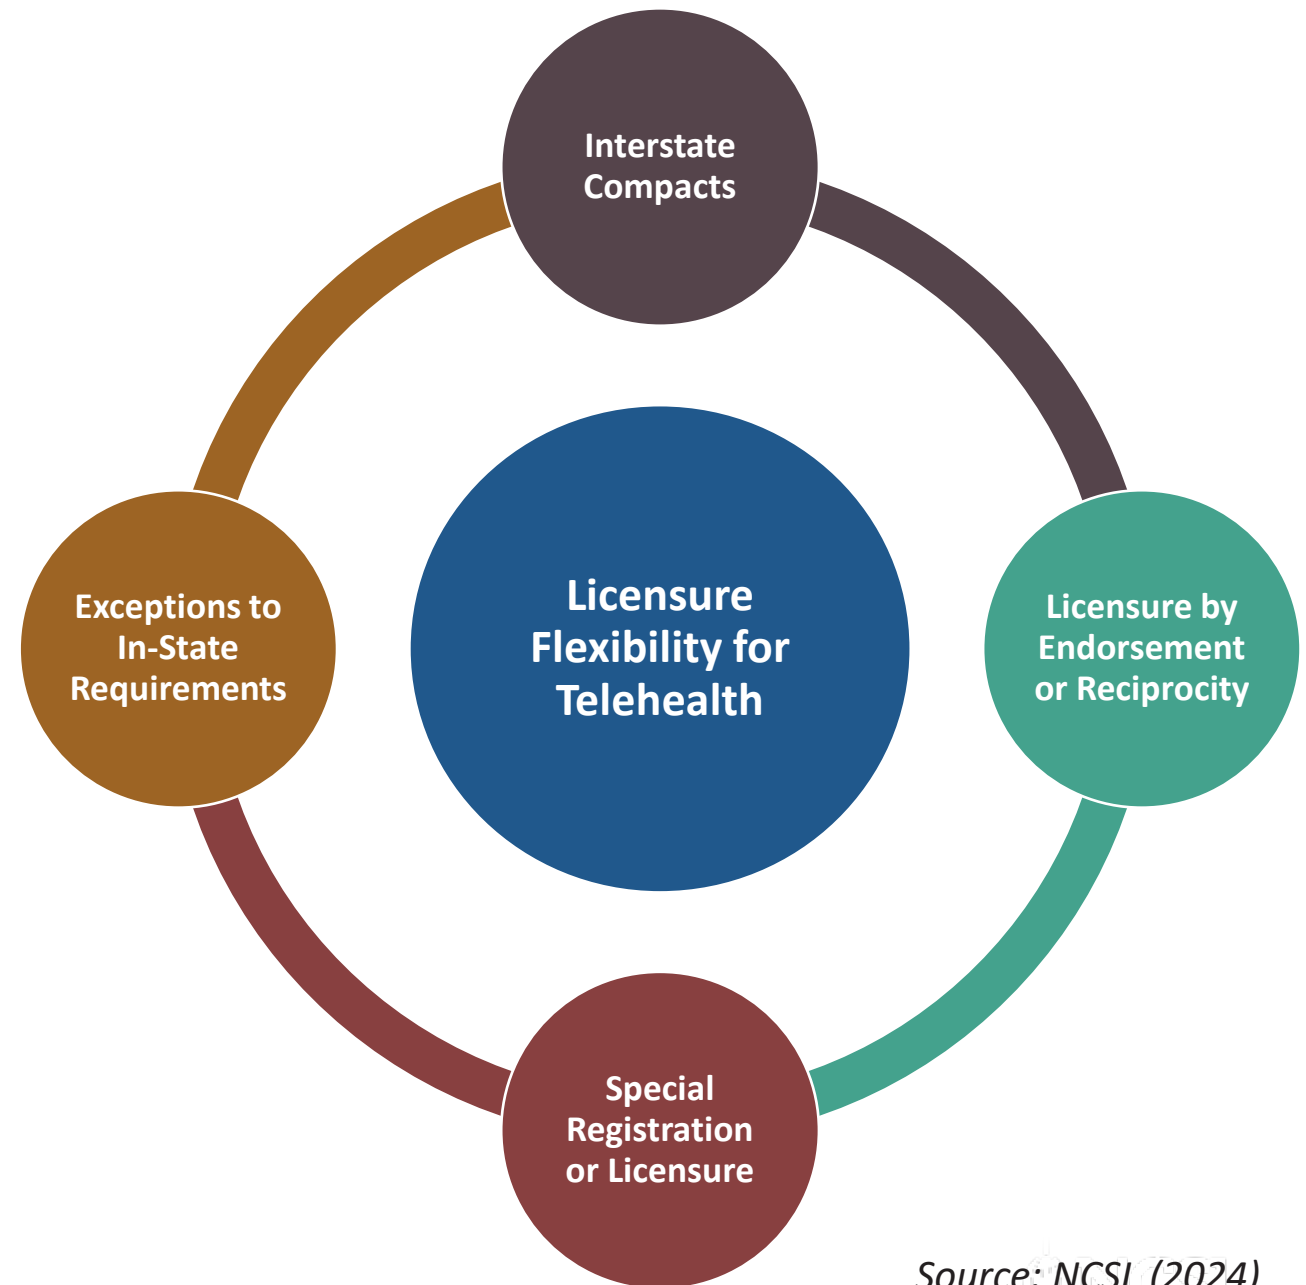 Interstate
Compacts
Exceptions to
In-State
Requirements
Licensure
Flexibility for
Telehealth
Licensure by
Endorsement
or Reciprocity
Special
Registration
or Licensure
Source: NCSL (2024)